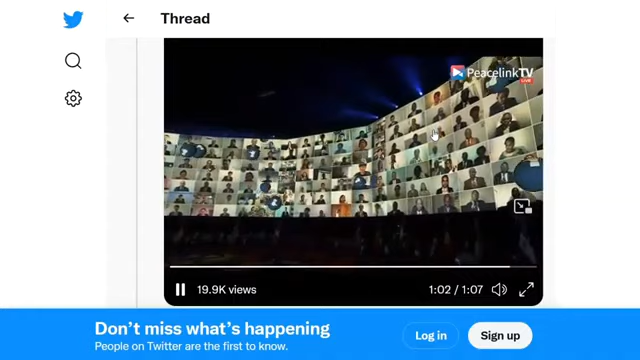 Thread
PeacelinkTV
LIVE
19.9K views
1:02 / 1:07
Don't miss what's happening
People on Twitter are the first to know.
Log in
Sign up